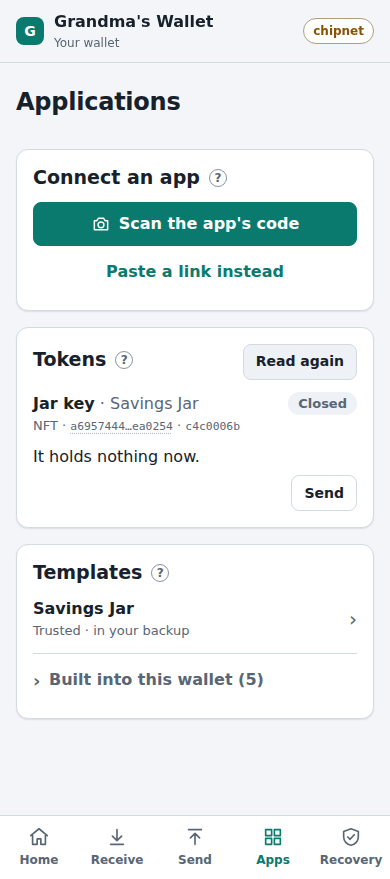 G
Grandma's Wallet
Your wallet
chipnet
Applications
Connect an app ?
Scan the app's code
Paste a link instead
Tokens ?
Read again
Jar key · Savings Jar
Closed
NFT · a6957444…ea0254 · c4c0006b
It holds nothing now.
Send
Templates ?
Savings Jar
Trusted · in your backup
›
› Built into this wallet (5)
Home
Receive
Send
Apps
Recovery